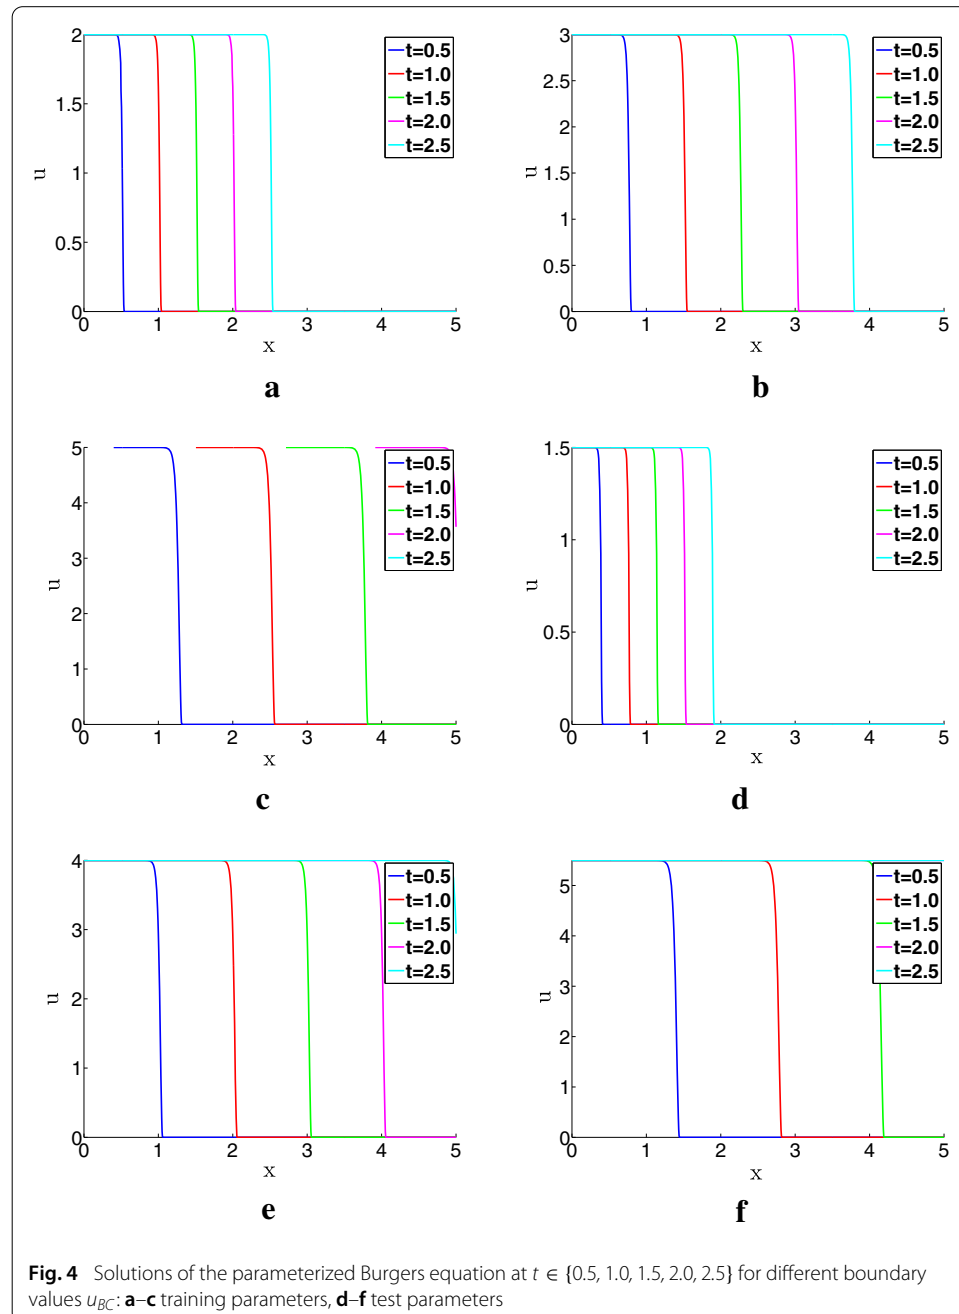 2
1.5
1
0.5
0
u
0 1 2 3 4 5
x
t=0.5
t=1.0
t=1.5
t=2.0
t=2.5
a
3
2.5
2
1.5
1
0.5
0
u
0 1 2 3 4 5
x
t=0.5
t=1.0
t=1.5
t=2.0
t=2.5
b
5
4
3
2
1
0
u
0 1 2 3 4 5
x
t=0.5
t=1.0
t=1.5
t=2.0
t=2.5
c
1.5
1
0.5
0
u
0 1 2 3 4 5
x
t=0.5
t=1.0
t=1.5
t=2.0
t=2.5
d
4
3
2
1
0
u
0 1 2 3 4 5
x
t=0.5
t=1.0
t=1.5
t=2.0
t=2.5
e
5
4
3
2
1
0
u
0 1 2 3 4 5
x
t=0.5
t=1.0
t=1.5
t=2.0
t=2.5
f
Fig. 4 Solutions of the parameterized Burgers equation at t ∈ {0.5, 1.0, 1.5, 2.0, 2.5} for different boundary
values u_BC: a–c training parameters, d–f test parameters